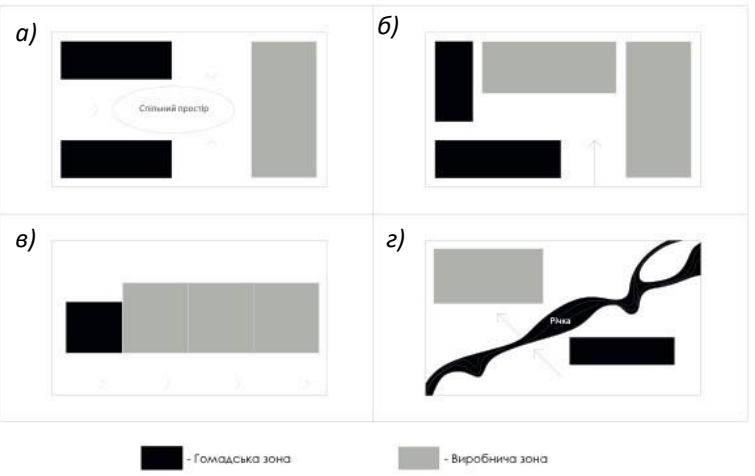 а)
б)
Спільний простір
в)
г)
Річка
- Гомадська зона
- Виробнича зона